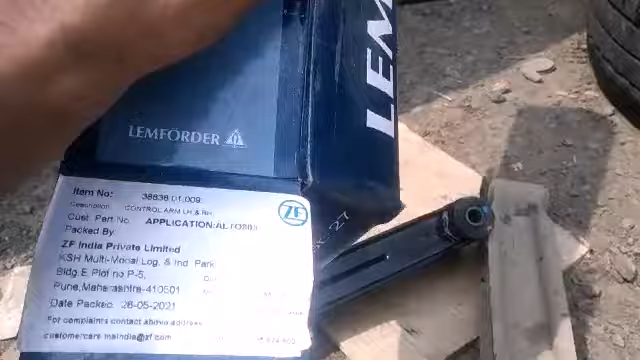 LEMFÖRDER
LEM
Item No: 38838 01 009
Description: CONTROL ARM LH & RH
ZF
Cust. Part No. APPLICATION:ALTO800
Packed By:
ZF India Private Limited
KSH Multi-Modal Log. & Ind. Park
Bldg E, Plot no P-5,
Pune, Maharashtra-410501
Date Packed: 26-05-2021
For complaints contact above address
customercare.maindia@zf.com